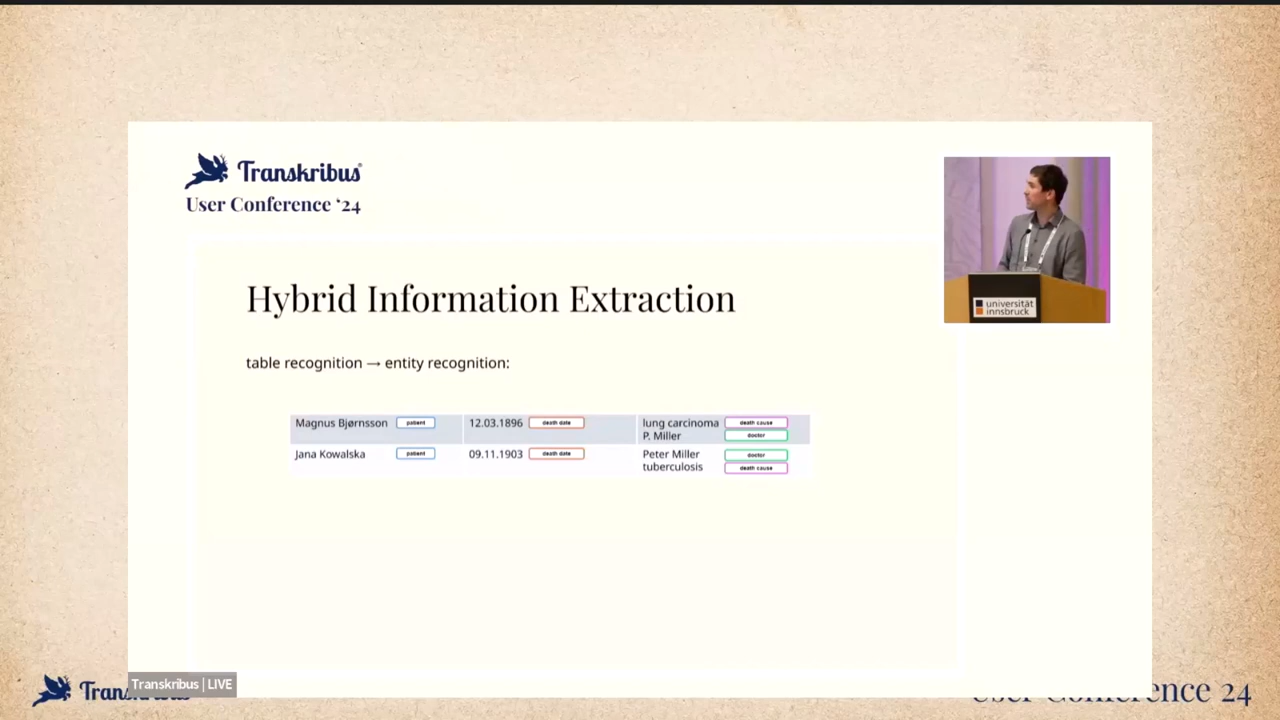 Transkribus
User Conference ‘24
universität
innsbruck
Hybrid Information Extraction
table recognition → entity recognition:
Magnus Bjørnsson patient 12.03.1896 death date lung carcinoma death cause
P. Miller doctor
Jana Kowalska patient 09.11.1903 death date Peter Miller doctor
tuberculosis death cause
Transkribus | LIVE
User Conference 24